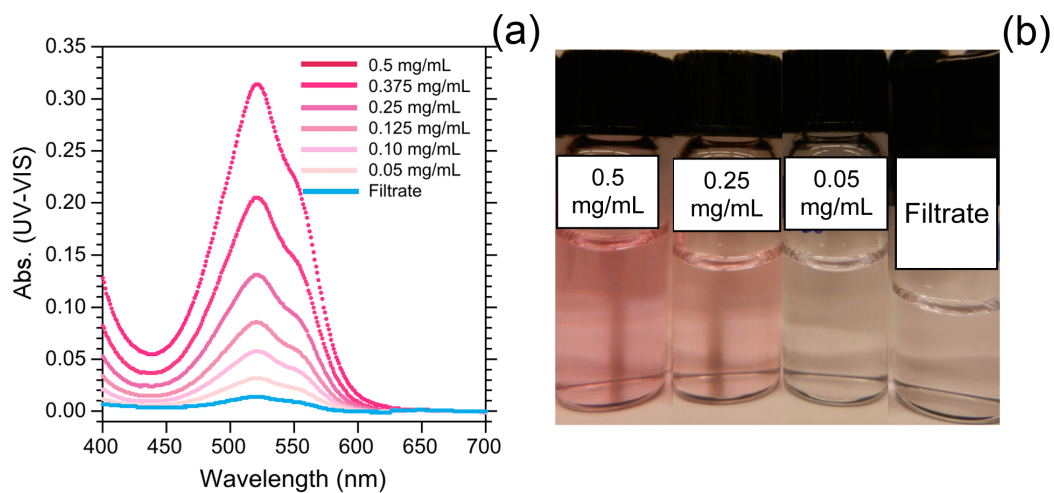 (a)
0.35
0.30
0.25
0.20
0.15
0.10
0.05
0.00
Abs. (UV-VIS)
400
450
500
550
600
650
700
Wavelength (nm)
0.5 mg/mL
0.375 mg/mL
0.25 mg/mL
0.125 mg/mL
0.10 mg/mL
0.05 mg/mL
Filtrate
(b)
0.5
mg/mL
0.25
mg/mL
0.05
mg/mL
Filtrate